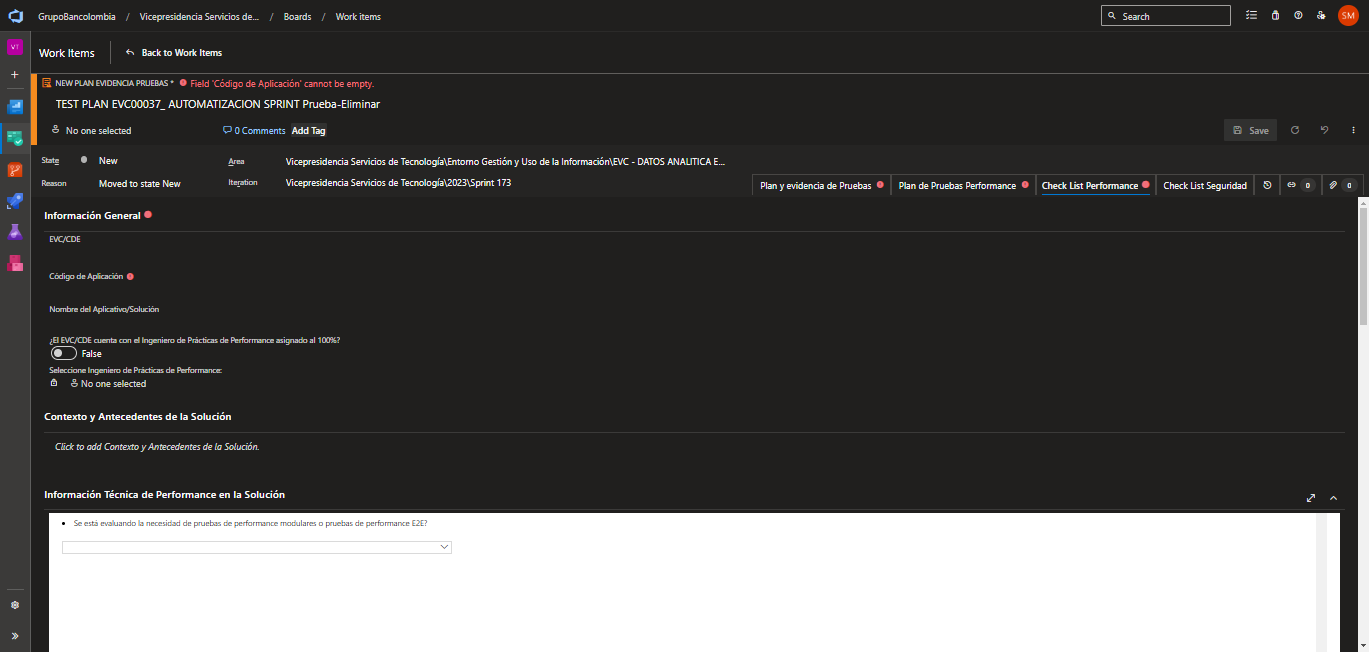 GrupoBancolombia / Vicepresidencia Servicios de... / Boards / Work items
Search
SM
VT
Work Items
Back to Work Items
NEW PLAN EVIDENCIA PRUEBAS * Field 'Código de Aplicación' cannot be empty.
TEST PLAN EVC00037_ AUTOMATIZACION SPRINT Prueba-Eliminar
No one selected
0 Comments
Add Tag
Save
State
New
Area
Vicepresidencia Servicios de Tecnología\Entorno Gestión y Uso de la Información\EVC - DATOS ANALITICA E...
Reason
Moved to state New
Iteration
Vicepresidencia Servicios de Tecnología\2023\Sprint 173
Plan y evidencia de Pruebas
Plan de Pruebas Performance
Check List Performance
Check List Seguridad
0
0
Información General
EVC/CDE
Código de Aplicación
Nombre del Aplicativo/Solución
¿El EVC/CDE cuenta con el Ingeniero de Prácticas de Performance asignado al 100%?
False
Seleccione Ingeniero de Prácticas de Performance:
No one selected
Contexto y Antecedentes de la Solución
Click to add Contexto y Antecedentes de la Solución.
Información Técnica de Performance en la Solución
• Se está evaluando la necesidad de pruebas de performance modulares o pruebas de performance E2E?